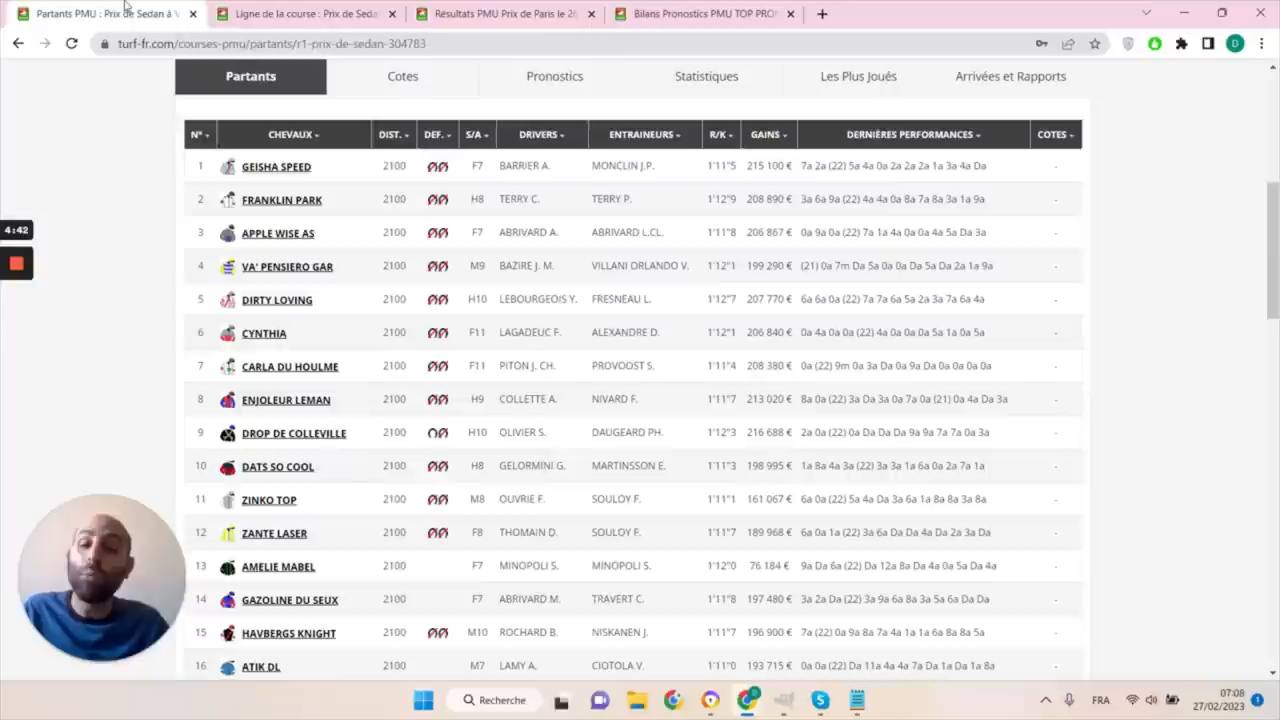 Partants PMU : Prix de Sedan à V
Ligne de la course : Prix de Seda
Résultats PMU Prix de Paris le 26
Bilans Pronostics PMU TOP PRO
turf-fr.com/courses-pmu/partants/r1-prix-de-sedan-304783
D
Partants Cotes Pronostics Statistiques Les Plus Joués Arrivées et Rapports
N° CHEVAUX DIST. DEF. S/A DRIVERS ENTRAINEURS R/K GAINS DERNIÈRES PERFORMANCES COTES
1 GEISHA SPEED 2100 F7 BARRIER A. MONCLIN J.P. 1'11"5 215 100 € 7a 2a (22) 5a 4a 0a 2a 2a 2a 1a 3a 4a Da -
2 FRANKLIN PARK 2100 H8 TERRY C. TERRY P. 1'12"9 208 890 € 3a 6a 9a (22) 4a 4a 0a 8a 7a 8a 3a 1a 9a -
4:42
3 APPLE WISE AS 2100 F7 ABRIVARD A. ABRIVARD L.CL. 1'11"8 206 867 € 0a 9a 0a (22) 7a 1a 4a 0a 0a 4a 5a Da 3a -
4 VA' PENSIERO GAR 2100 M9 BAZIRE J. M. VILLANI ORLANDO V. 1'12"1 199 290 € (21) 0a 7m Da 5a 0a 0a Da 5a Da 2a 1a 9a -
5 DIRTY LOVING 2100 H10 LEBOURGEOIS Y. FRESNEAU L. 1'12"7 207 770 € 6a 6a 0a (22) 7a 7a 6a 5a 2a 3a 7a 6a 4a -
6 CYNTHIA 2100 F11 LAGADEUC F. ALEXANDRE D. 1'12"1 206 840 € 0a 4a 0a 0a (22) 4a 0a 0a 0a 5a 1a 0a 5a -
7 CARLA DU HOULME 2100 F11 PITON J. CH. PROVOOST S. 1'11"4 208 380 € 0a (22) 9m 0a 3a Da 0a 9a Da 0a 0a 0a 0a -
8 ENJOLEUR LEMAN 2100 H9 COLLETTE A. NIVARD F. 1'11"7 213 020 € 8a 0a (22) 3a Da 3a 0a 7a 0a (21) 0a 4a Da 3a -
9 DROP DE COLLEVILLE 2100 H10 OLIVIER S. DAUGEARD PH. 1'12"3 216 688 € 2a 0a (22) 0a Da Da Da 9a 9a 7a 7a 0a 3a -
10 DATS SO COOL 2100 H8 GELORMINI G. MARTINSSON E. 1'11"3 198 995 € 1a 8a 4a 3a (22) 3a 3a 1a 6a 0a 2a 7a 1a -
11 ZINKO TOP 2100 M8 OUVRIE F. SOULOY F. 1'11"1 161 067 € 6a 0a (22) 5a 4a Da 3a 6a 1a 8a 8a 3a 8a -
12 ZANTE LASER 2100 F8 THOMAIN D. SOULOY F. 1'11"7 189 968 € 6a 0a 1a (22) 3a 6a Da Da 4a Da 2a 3a Da -
13 AMELIE MABEL 2100 F7 MINOPOLI S. MINOPOLI S. 1'12"0 76 184 € 9a Da 6a (22) Da 12a 8a Da 4a 0a 5a Da 4a -
14 GAZOLINE DU SEUX 2100 F7 ABRIVARD M. TRAVERT C. 1'11"8 197 480 € 3a 2a Da (22) 3a 9a 6a 8a 3a 5a 6a Da Da -
15 HAVBERGS KNIGHT 2100 M10 ROCHARD B. NISKANEN J. 1'11"7 196 900 € 7a (22) 0a 9a 8a 7a 4a 1a 1a 6a 8a 8a 5a -
16 ATIK DL 2100 M7 LAMY A. CIOTOLA V. 1'11"0 193 715 € 0a 0a (22) Da 11a 4a 4a 7a Da 1a Da 1a 8a -
Recherche
FRA
07:08
27/02/2023
1